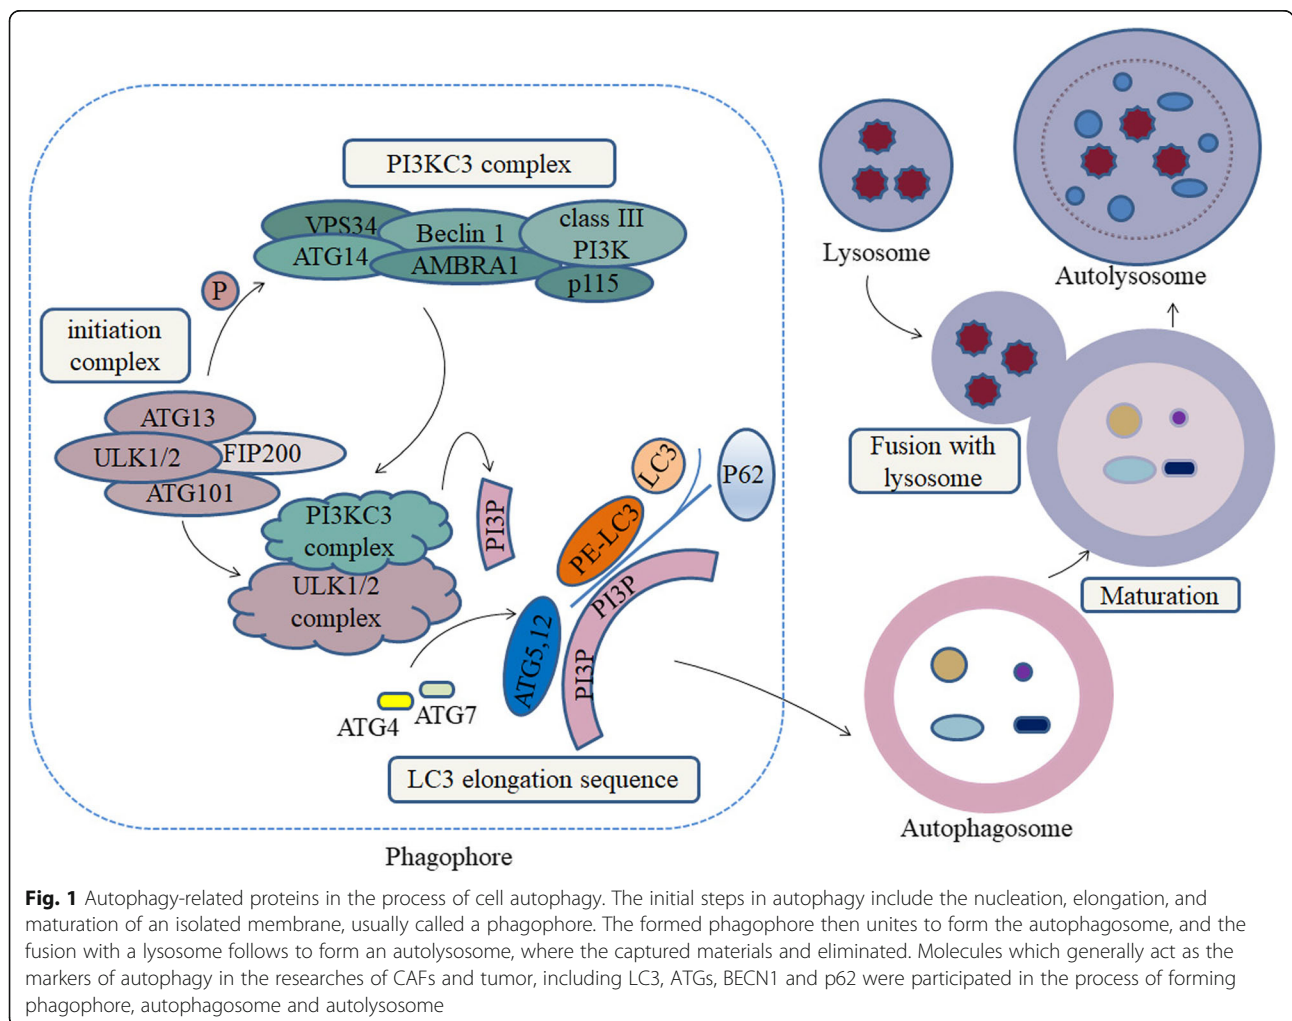 PI3KC3 complex
VPS34
Beclin 1
class III
PI3K
ATG14
AMBRA1
p115
P
initiation
complex
ATG13
ULK1/2
FIP200
ATG101
PI3KC3
complex
ULK1/2
complex
PI3P
LC3
P62
PE-LC3
PI3P
PI3P
ATG5,12
ATG4
ATG7
LC3 elongation sequence
Phagophore
Lysosome
Autolysosome
Fusion with
lysosome
Maturation
Autophagosome
Fig. 1 Autophagy-related proteins in the process of cell autophagy. The initial steps in autophagy include the nucleation, elongation, and
maturation of an isolated membrane, usually called a phagophore. The formed phagophore then unites to form the autophagosome, and the
fusion with a lysosome follows to form an autolysosome, where the captured materials and eliminated. Molecules which generally act as the
markers of autophagy in the researches of CAFs and tumor, including LC3, ATGs, BECN1 and p62 were participated in the process of forming
phagophore, autophagosome and autolysosome